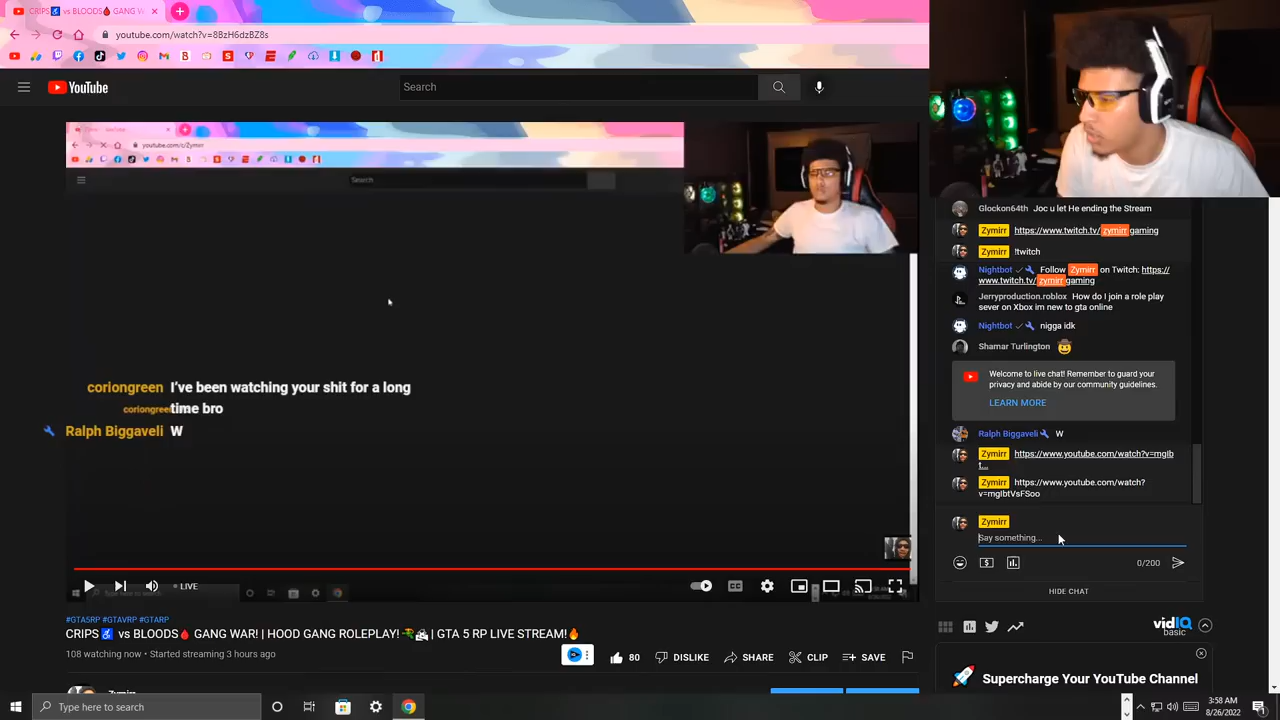 CRIPS♿ vs BLOODS🩸 GANG W
youtube.com/watch?v=8BzH6dzBZ8s
YouTube
Search
youtube.com/c/Zymirr
Search
coriongreen I've been watching your shit for a long
coriongreen time bro
Ralph Biggaveli W
LIVE
Type here to search
#GTA5RP #GTAVRP #GTARP
CRIPS♿ vs BLOODS🩸 GANG WAR! | HOOD GANG ROLEPLAY!🔫 | GTA 5 RP LIVE STREAM!🔥
108 watching now • Started streaming 3 hours ago
80
DISLIKE
SHARE
CLIP
SAVE
Zymirr
Glockon64th Joc u let He ending the Stream
Zymirr https://www.twitch.tv/zymirrgaming
Zymirr !twitch
Nightbot Follow Zymirr on Twitch: https://
www.twitch.tv/zymirrgaming
Jerryproduction.roblox How do I join a role play
sever on Xbox im new to gta online
Nightbot nigga idk
Shamar Turlington 🤠
Welcome to live chat! Remember to guard your
privacy and abide by our community guidelines.
LEARN MORE
Ralph Biggaveli W
Zymirr https://www.youtube.com/watch?v=mgIb
t...
Zymirr https://www.youtube.com/watch?
v=mgIbtVsFSoo
Zymirr
Say something...
0/200
HIDE CHAT
vidIQ
basic
Supercharge Your YouTube Channel
Type here to search
3:58 AM
8/26/2022